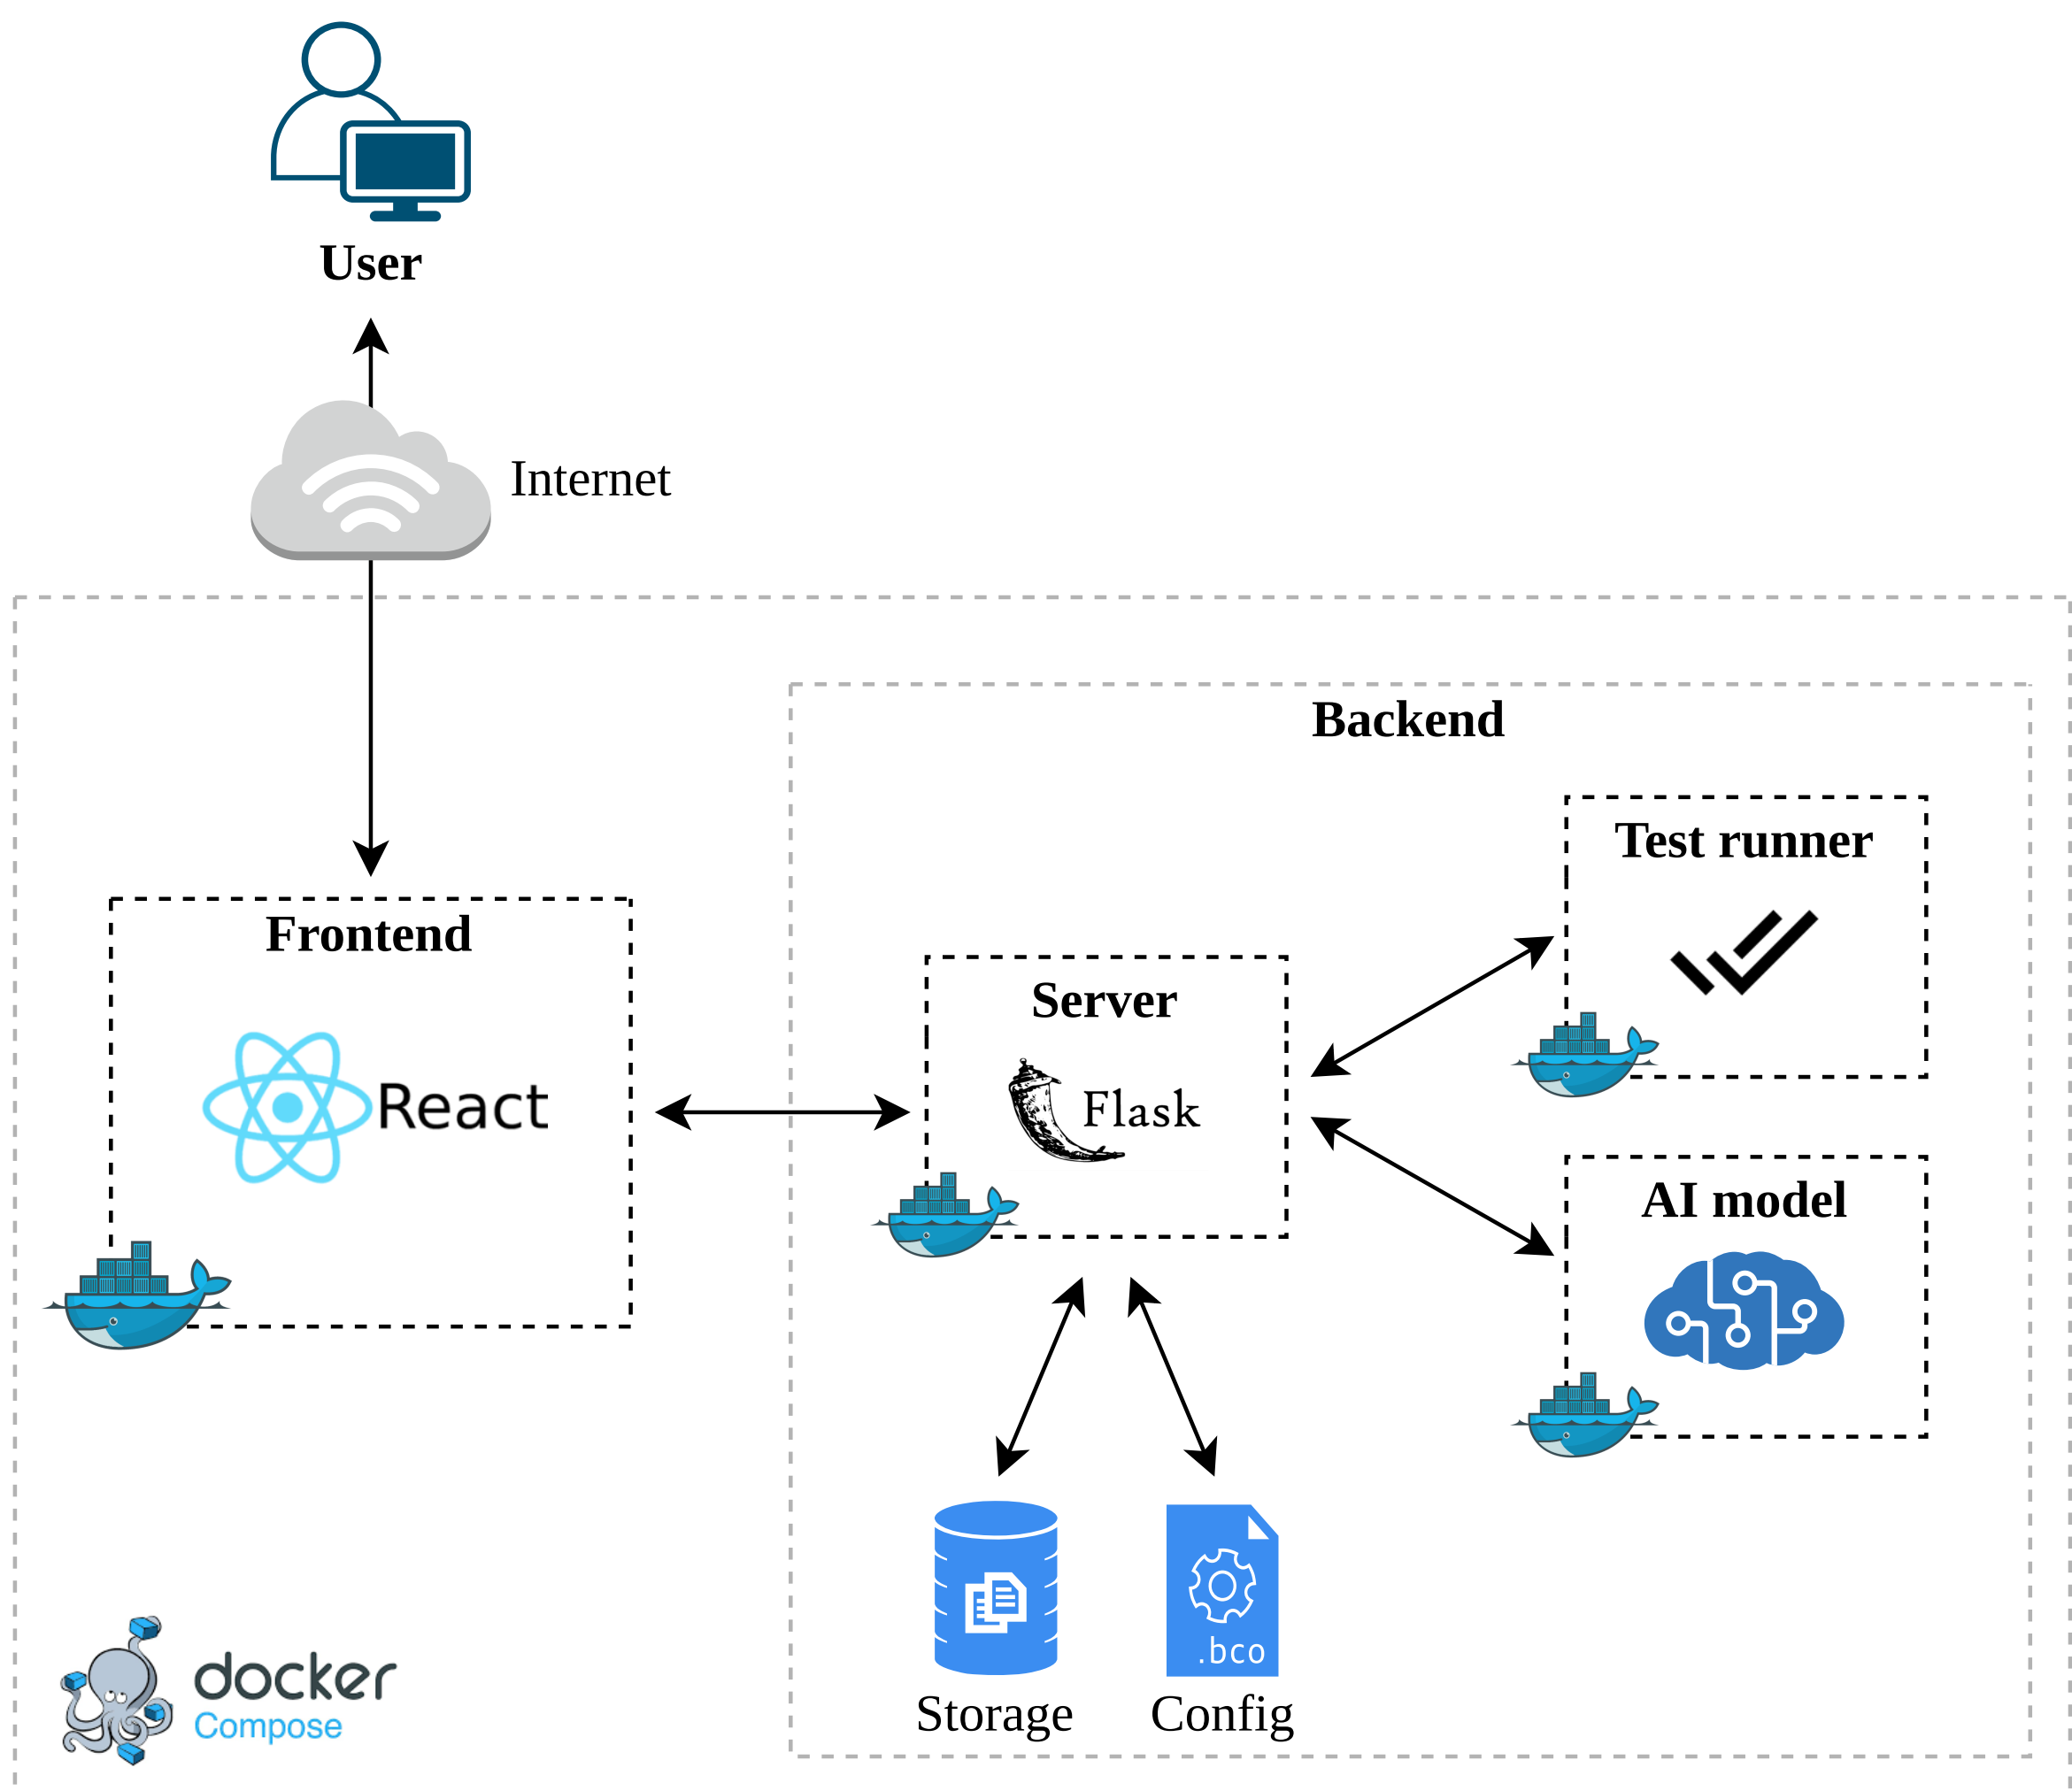 User
Internet
Backend
Test runner
Frontend
Server
React
Flask
AI model
.bco
docker
Compose
Storage
Config